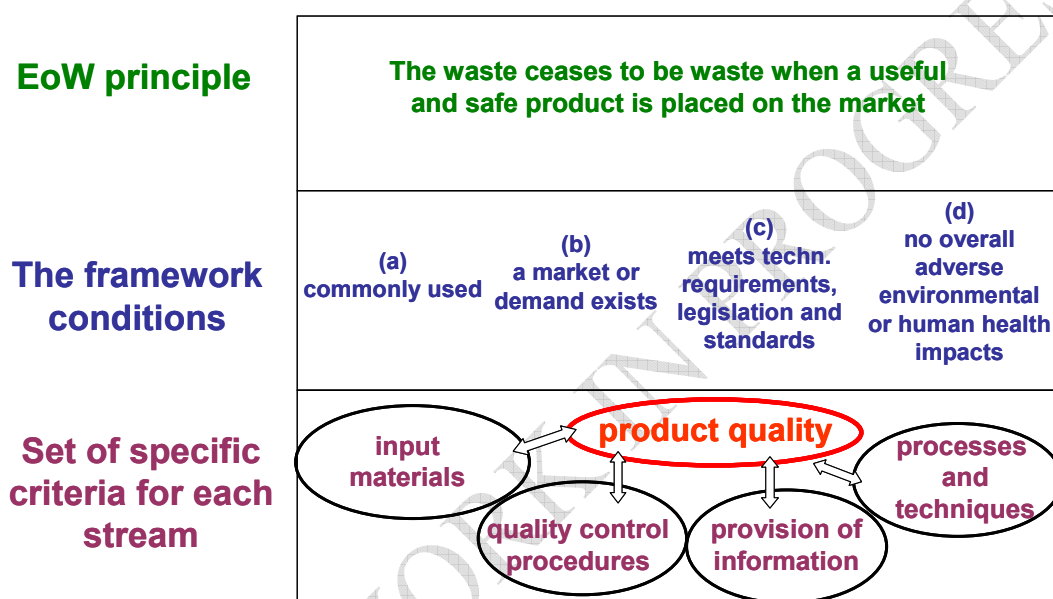 EoW principle
The waste ceases to be waste when a useful
and safe product is placed on the market
The framework
conditions
(a)
commonly used
(b)
a market or
demand exists
(c)
meets techn.
requirements,
legislation and
standards
(d)
no overall
adverse
environmental
or human health
impacts
Set of specific
criteria for each
stream
input
materials
product quality
processes
and
techniques
quality control
procedures
provision of
information
WORK IN PROGRE